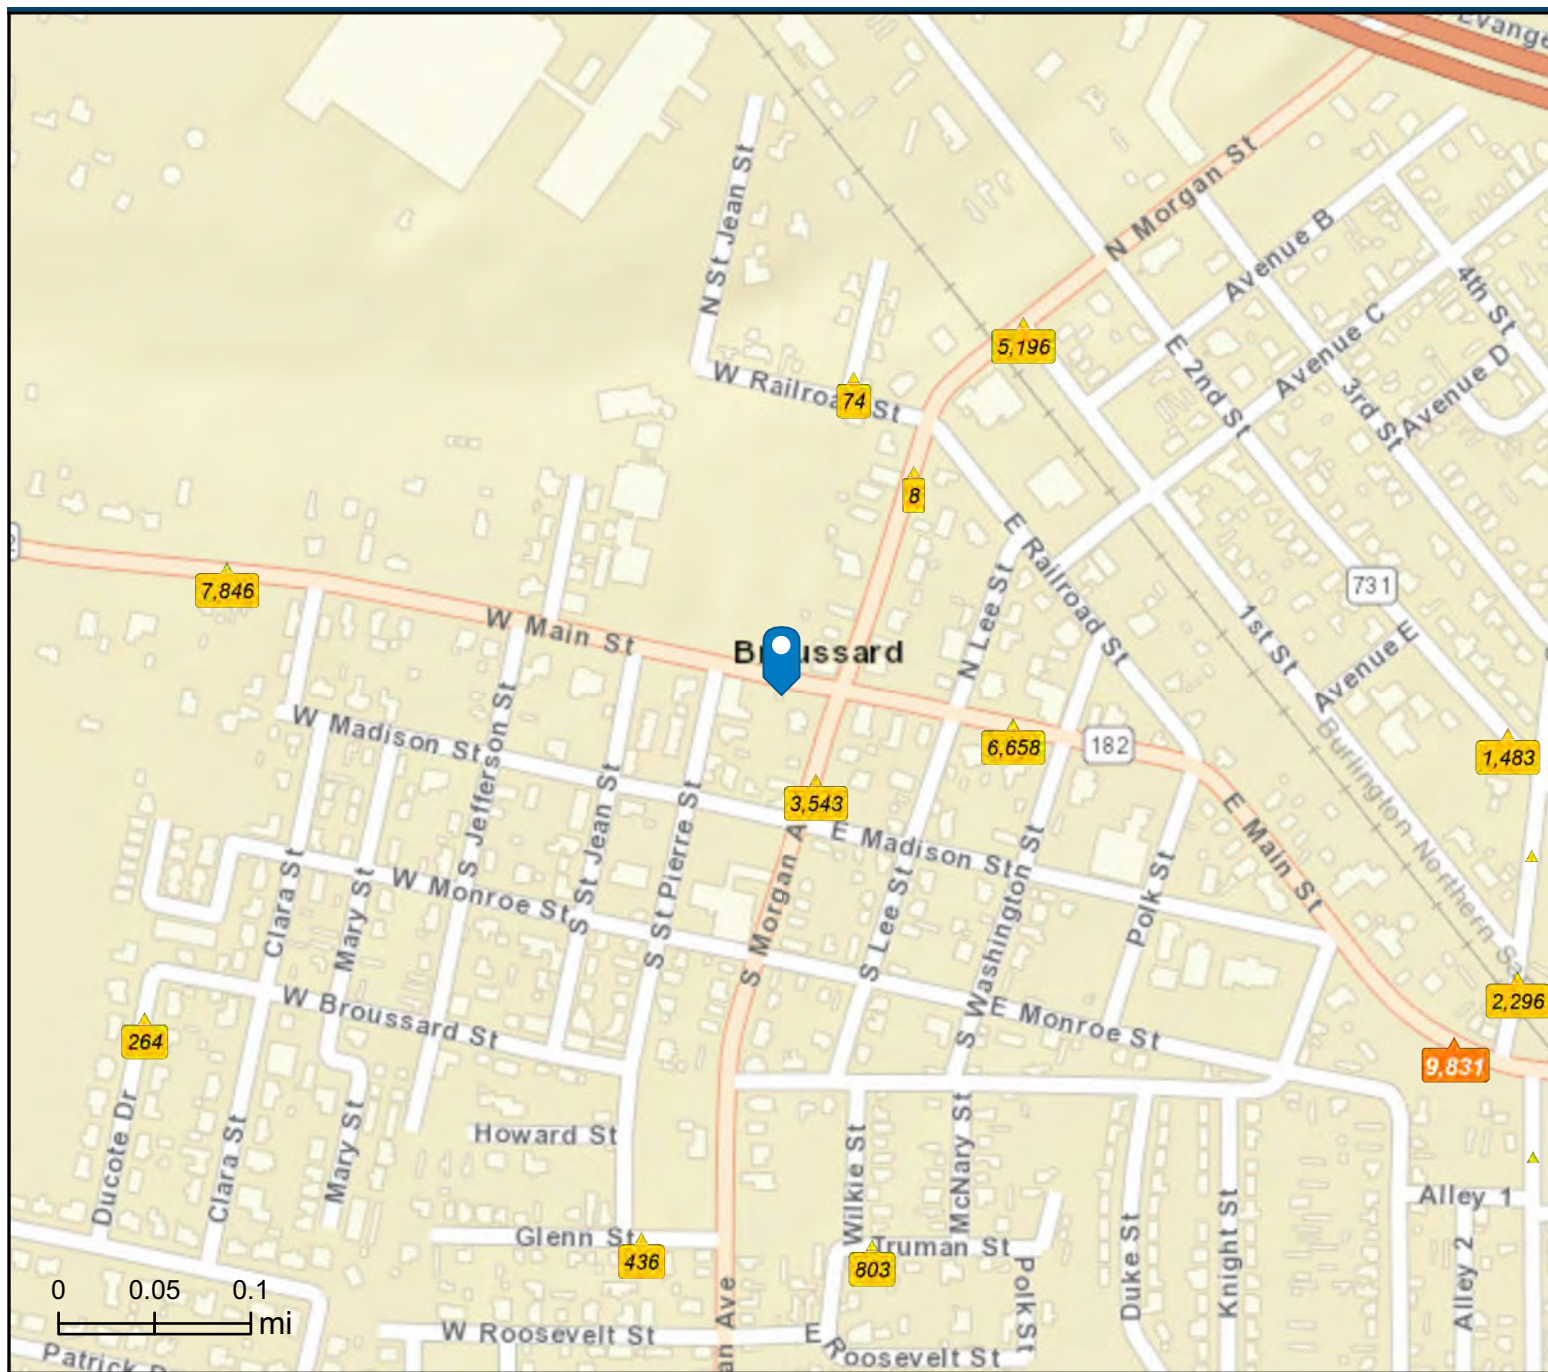 Evange
N Morgan St
N St Jean St
Avenue B
4th St
5,196
E 2nd St
Avenue C
Avenue D
3rd St
W Railroa St
74
8
E Railroad St
731
7,846
N Lee St
W Main St
1st St
Avenue E
Broussard
W Madison St
S Jefferson St
6,658
182
1,483
Burlington Northern San
S St Jean St
S St Pierre St
3,543
E Madison St
E Main St
Clara St
Mary St
W Monroe St
S Morgan A
S Lee St
S Washington St
Polk St
W Broussard St
E Monroe St
2,296
264
9,831
Ducote Dr
Clara St
Mary St
Howard St
Wilkie St
McNary St
Duke St
Knight St
Alley 1
Alley 2
Glenn St
436
Truman St
803
Polk St
0 0.05 0.1
mi
W Roosevelt St
an Ave
E Roosevelt St
Patrick